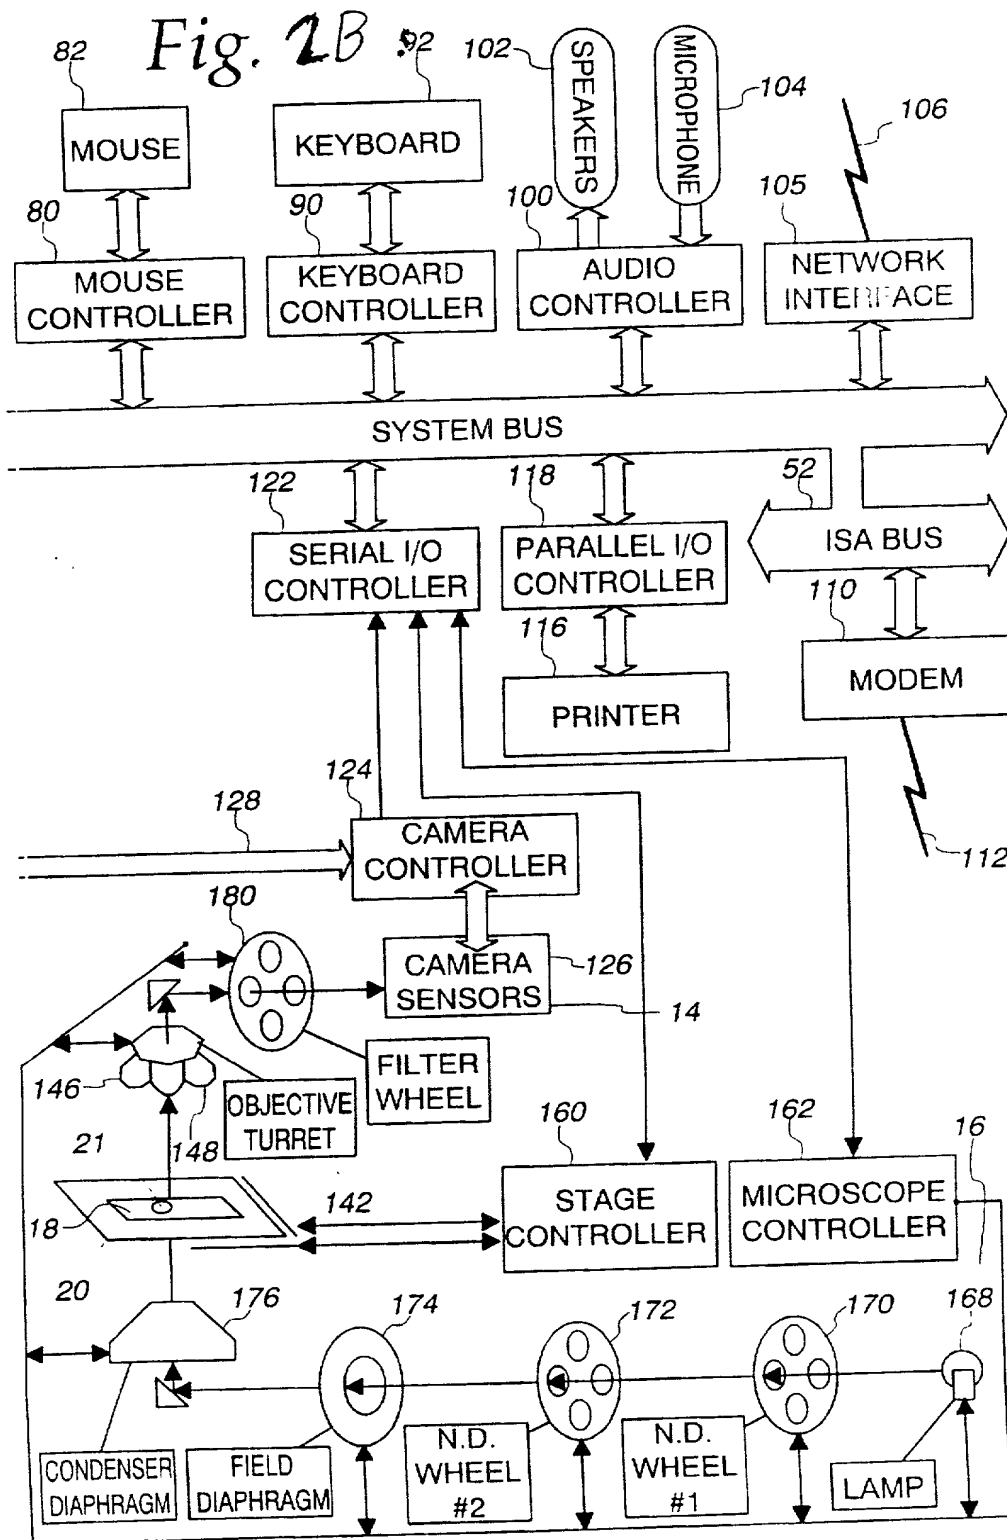 Fig. 2B
82
92
102
SPEAKERS
MICROPHONE
104
106
MOUSE
KEYBOARD
80
90
100
105
MOUSE
CONTROLLER
KEYBOARD
CONTROLLER
AUDIO
CONTROLLER
NETWORK
INTERFACE
SYSTEM BUS
122
118
52
SERIAL I/O
CONTROLLER
PARALLEL I/O
CONTROLLER
ISA BUS
116
110
PRINTER
MODEM
124
128
CAMERA
CONTROLLER
112
180
CAMERA
SENSORS
126
14
146
FILTER
WHEEL
OBJECTIVE
TURRET
148
21
160
162
16
18
142
STAGE
CONTROLLER
MICROSCOPE
CONTROLLER
20
176
174
172
170
168
CONDENSER
DIAPHRAGM
FIELD
DIAPHRAGM
N.D.
WHEEL
#2
N.D.
WHEEL
#1
LAMP